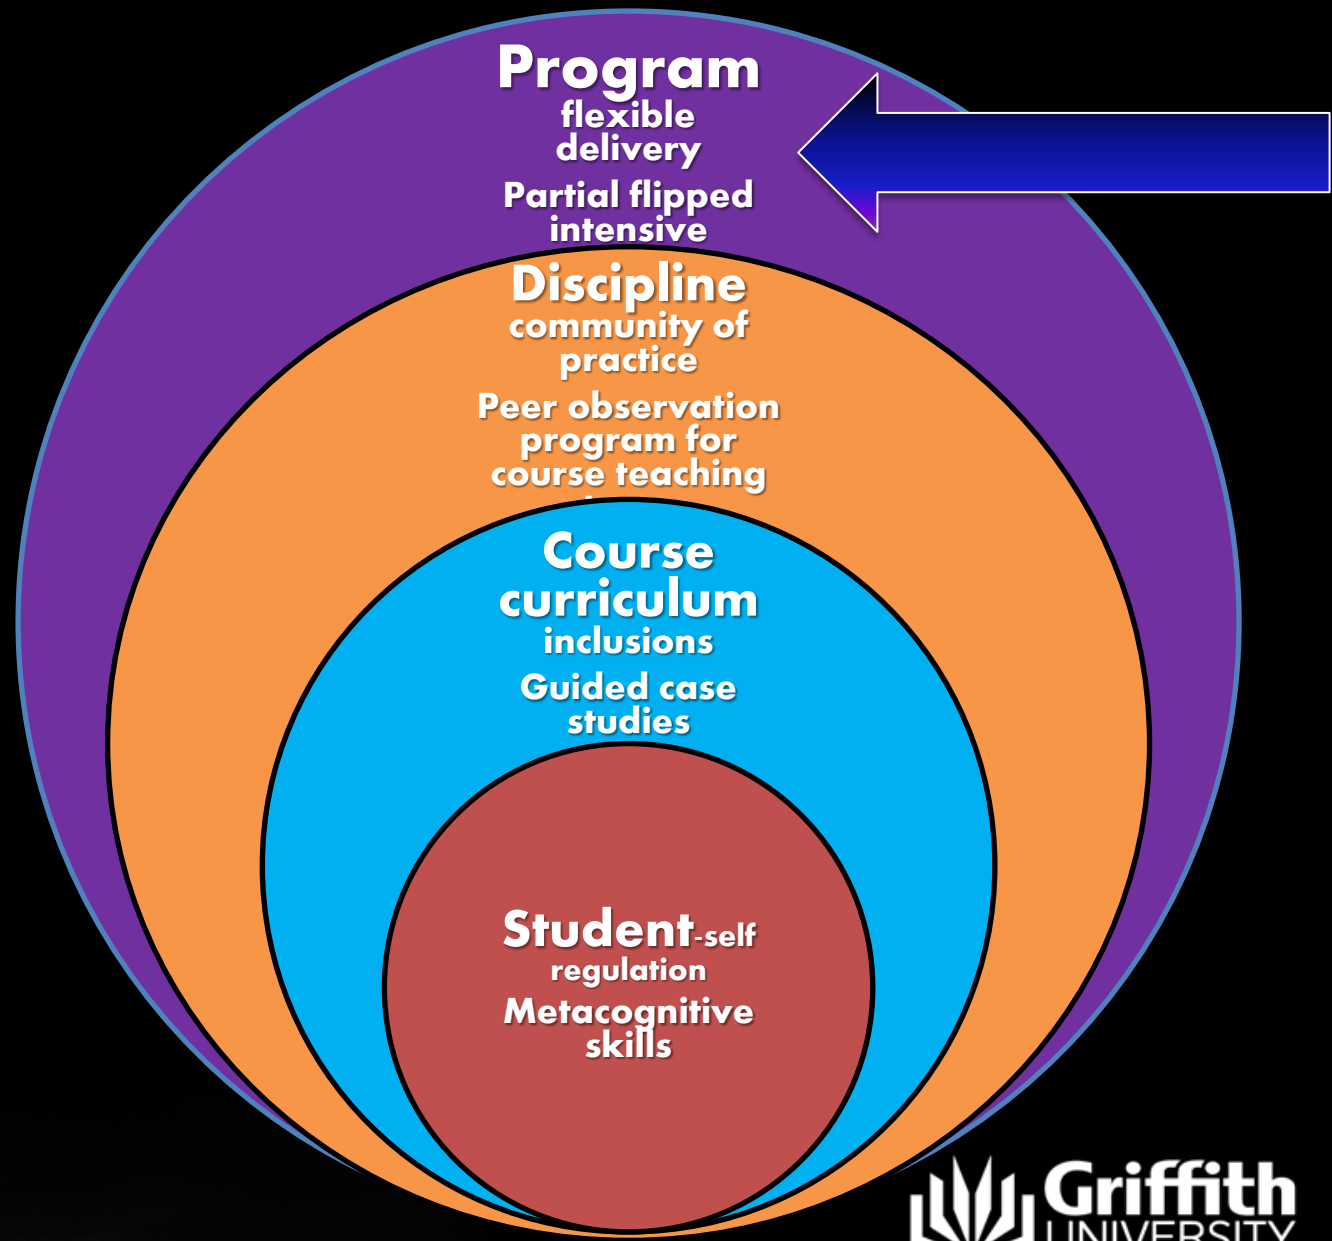 Program
flexible
delivery
Partial flipped
intensive
Discipline
community of
practice
Peer observation
program for
course teaching
Course
curriculum
inclusions
Guided case
studies
Student-self
regulation
Metacognitive
skills
Griffith
UNIVERSITY